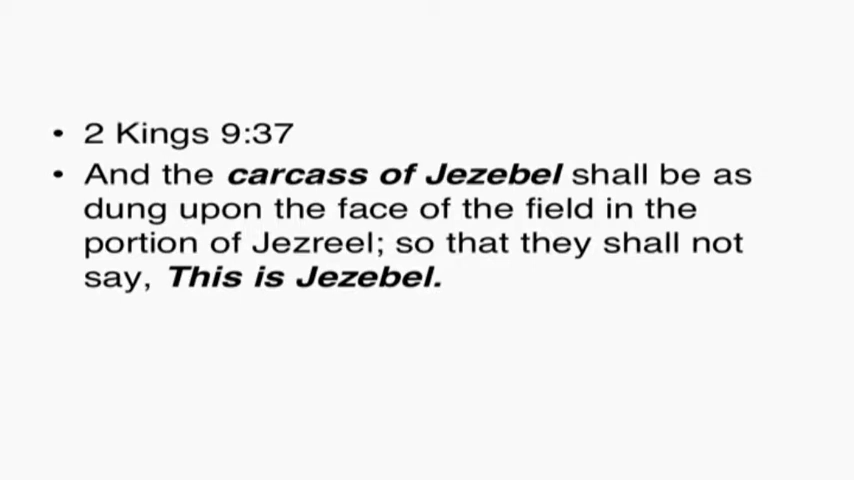 • 2 Kings 9:37
• And the carcass of Jezebel shall be as
dung upon the face of the field in the
portion of Jezreel; so that they shall not
say, This is Jezebel.